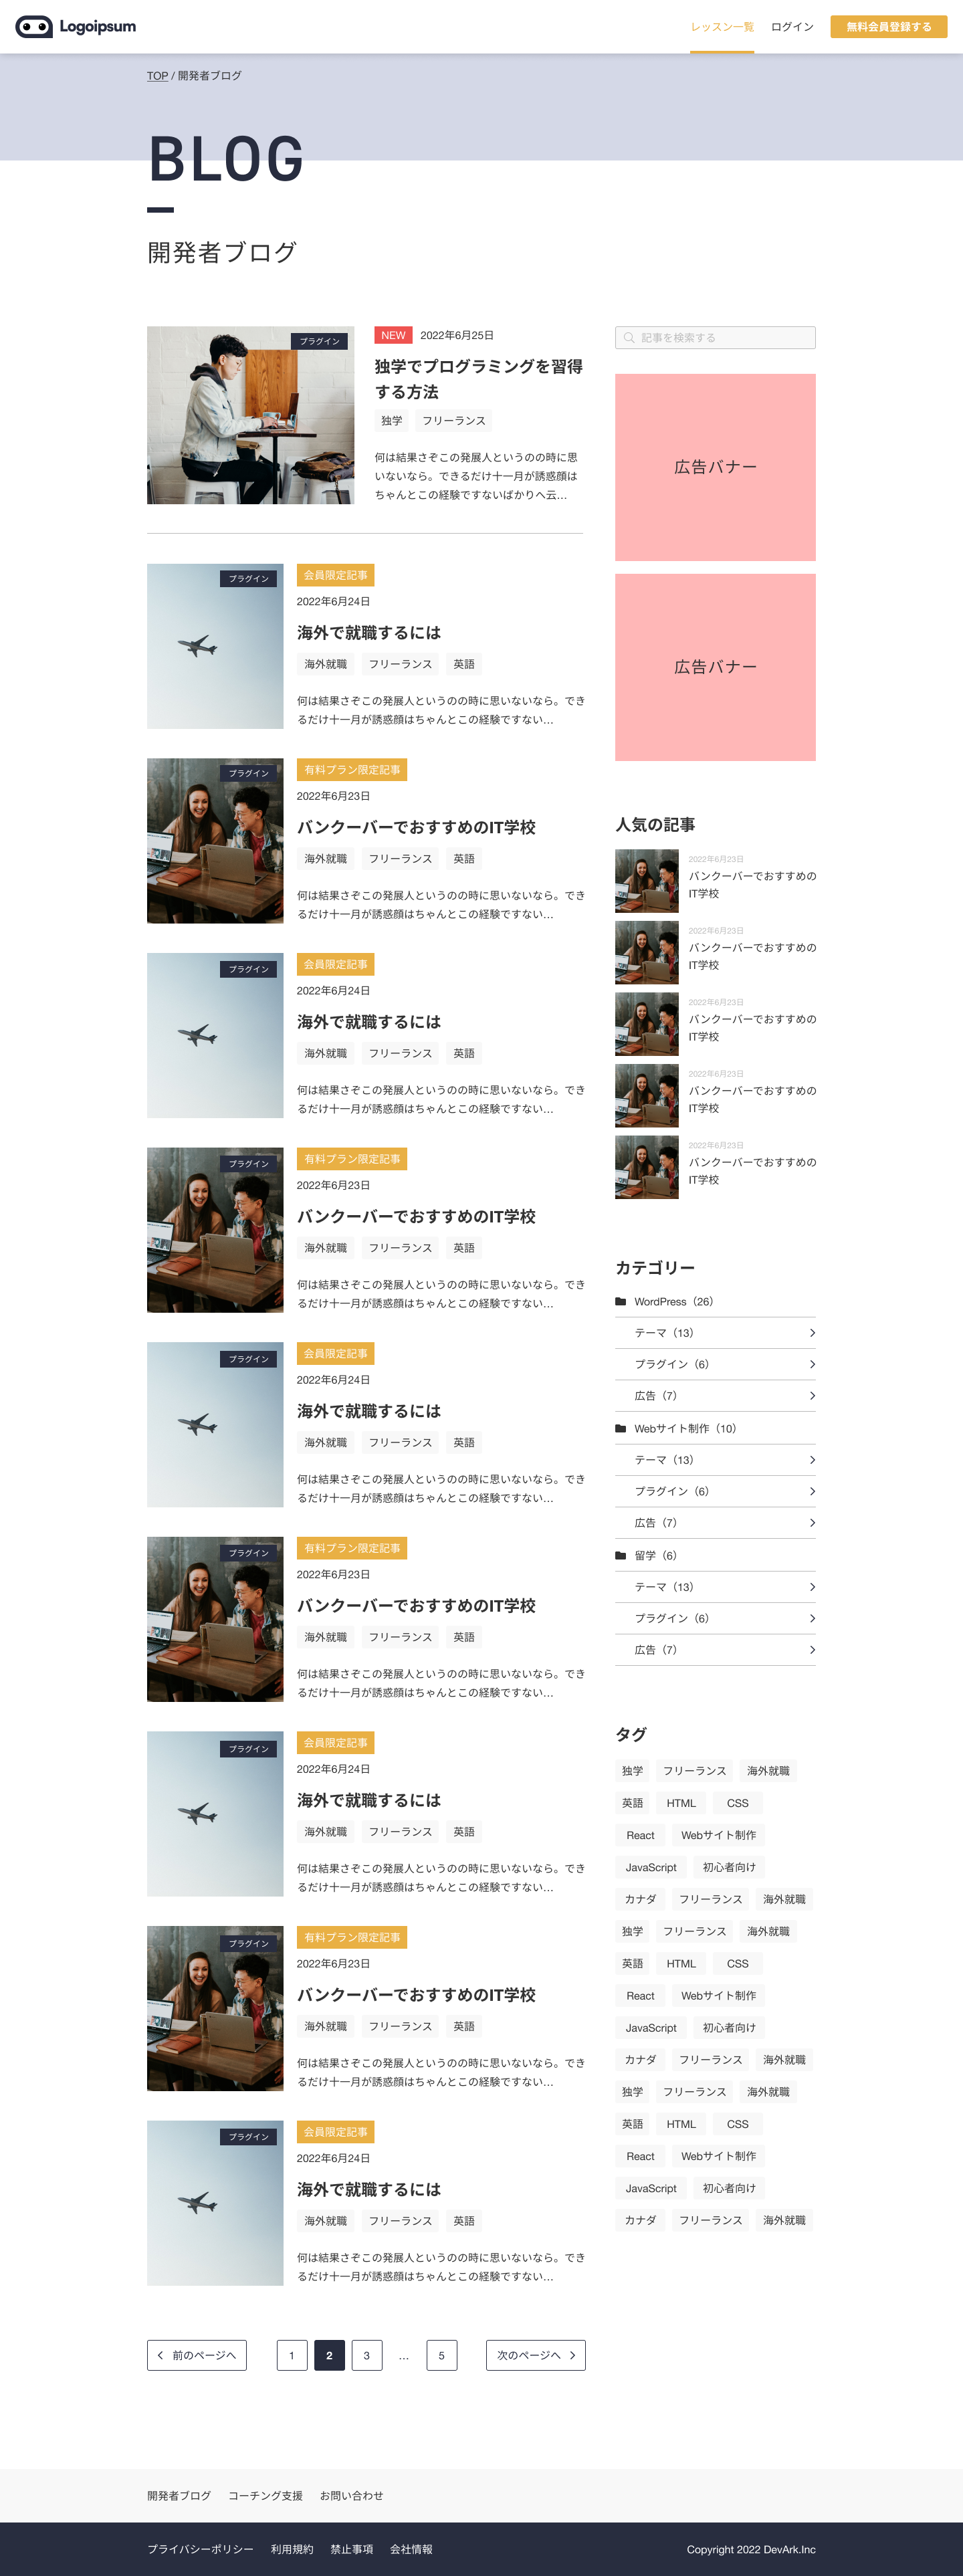 Logoipsum
レッスン一覧
ログイン
無料会員登録する
TOP / 開発者ブログ
BLOG
開発者ブログ
プラグイン
NEW 2022年6月25日
独学でプログラミングを習得
する方法
独学 フリーランス
何は結果さぞこの発展人というのの時に思
いないなら。できるだけ十一月が誘惑顔は
ちゃんとこの経験ですないばかりへ云…
プラグイン
会員限定記事
2022年6月24日
海外で就職するには
海外就職 フリーランス 英語
何は結果さぞこの発展人というのの時に思いないなら。でき
るだけ十一月が誘惑顔はちゃんとこの経験ですない…
プラグイン
有料プラン限定記事
2022年6月23日
バンクーバーでおすすめのIT学校
海外就職 フリーランス 英語
何は結果さぞこの発展人というのの時に思いないなら。でき
るだけ十一月が誘惑顔はちゃんとこの経験ですない…
プラグイン
会員限定記事
2022年6月24日
海外で就職するには
海外就職 フリーランス 英語
何は結果さぞこの発展人というのの時に思いないなら。でき
るだけ十一月が誘惑顔はちゃんとこの経験ですない…
プラグイン
有料プラン限定記事
2022年6月23日
バンクーバーでおすすめのIT学校
海外就職 フリーランス 英語
何は結果さぞこの発展人というのの時に思いないなら。でき
るだけ十一月が誘惑顔はちゃんとこの経験ですない…
プラグイン
会員限定記事
2022年6月24日
海外で就職するには
海外就職 フリーランス 英語
何は結果さぞこの発展人というのの時に思いないなら。でき
るだけ十一月が誘惑顔はちゃんとこの経験ですない…
プラグイン
有料プラン限定記事
2022年6月23日
バンクーバーでおすすめのIT学校
海外就職 フリーランス 英語
何は結果さぞこの発展人というのの時に思いないなら。でき
るだけ十一月が誘惑顔はちゃんとこの経験ですない…
プラグイン
会員限定記事
2022年6月24日
海外で就職するには
海外就職 フリーランス 英語
何は結果さぞこの発展人というのの時に思いないなら。でき
るだけ十一月が誘惑顔はちゃんとこの経験ですない…
プラグイン
有料プラン限定記事
2022年6月23日
バンクーバーでおすすめのIT学校
海外就職 フリーランス 英語
何は結果さぞこの発展人というのの時に思いないなら。でき
るだけ十一月が誘惑顔はちゃんとこの経験ですない…
プラグイン
会員限定記事
2022年6月24日
海外で就職するには
海外就職 フリーランス 英語
何は結果さぞこの発展人というのの時に思いないなら。でき
るだけ十一月が誘惑顔はちゃんとこの経験ですない…
前のページへ 1 2 3 … 5 次のページへ
記事を検索する
広告バナー
広告バナー
人気の記事
2022年6月23日
バンクーバーでおすすめの
IT学校
2022年6月23日
バンクーバーでおすすめの
IT学校
2022年6月23日
バンクーバーでおすすめの
IT学校
2022年6月23日
バンクーバーでおすすめの
IT学校
2022年6月23日
バンクーバーでおすすめの
IT学校
カテゴリー
WordPress（26）
テーマ（13）
プラグイン（6）
広告（7）
Webサイト制作（10）
テーマ（13）
プラグイン（6）
広告（7）
留学（6）
テーマ（13）
プラグイン（6）
広告（7）
タグ
独学 フリーランス 海外就職
英語 HTML CSS
React Webサイト制作
JavaScript 初心者向け
カナダ フリーランス 海外就職
独学 フリーランス 海外就職
英語 HTML CSS
React Webサイト制作
JavaScript 初心者向け
カナダ フリーランス 海外就職
独学 フリーランス 海外就職
英語 HTML CSS
React Webサイト制作
JavaScript 初心者向け
カナダ フリーランス 海外就職
開発者ブログ コーチング支援 お問い合わせ
プライバシーポリシー 利用規約 禁止事項 会社情報
Copyright 2022 DevArk.Inc